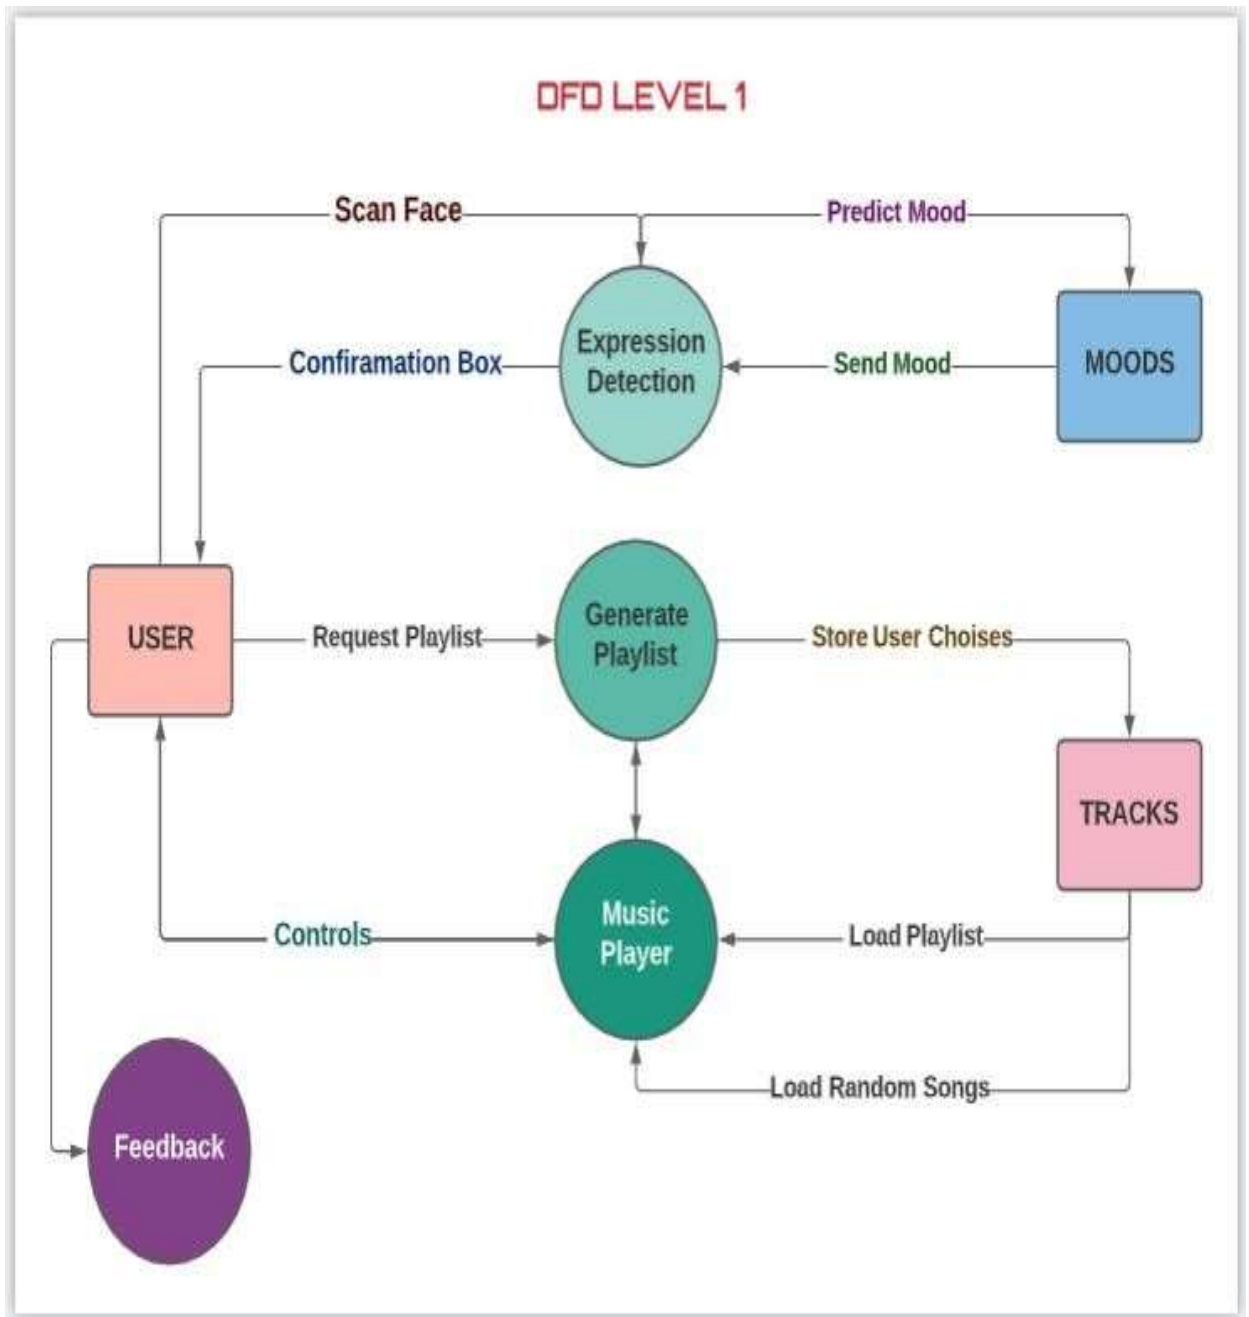 DFD LEVEL 1
Scan Face
Predict Mood
Expression
Detection
Confiramation Box
Send Mood
MOODS
USER
Request Playlist
Generate
Playlist
Store User Choises
TRACKS
Controls
Music
Player
Load Playlist
Load Random Songs
Feedback